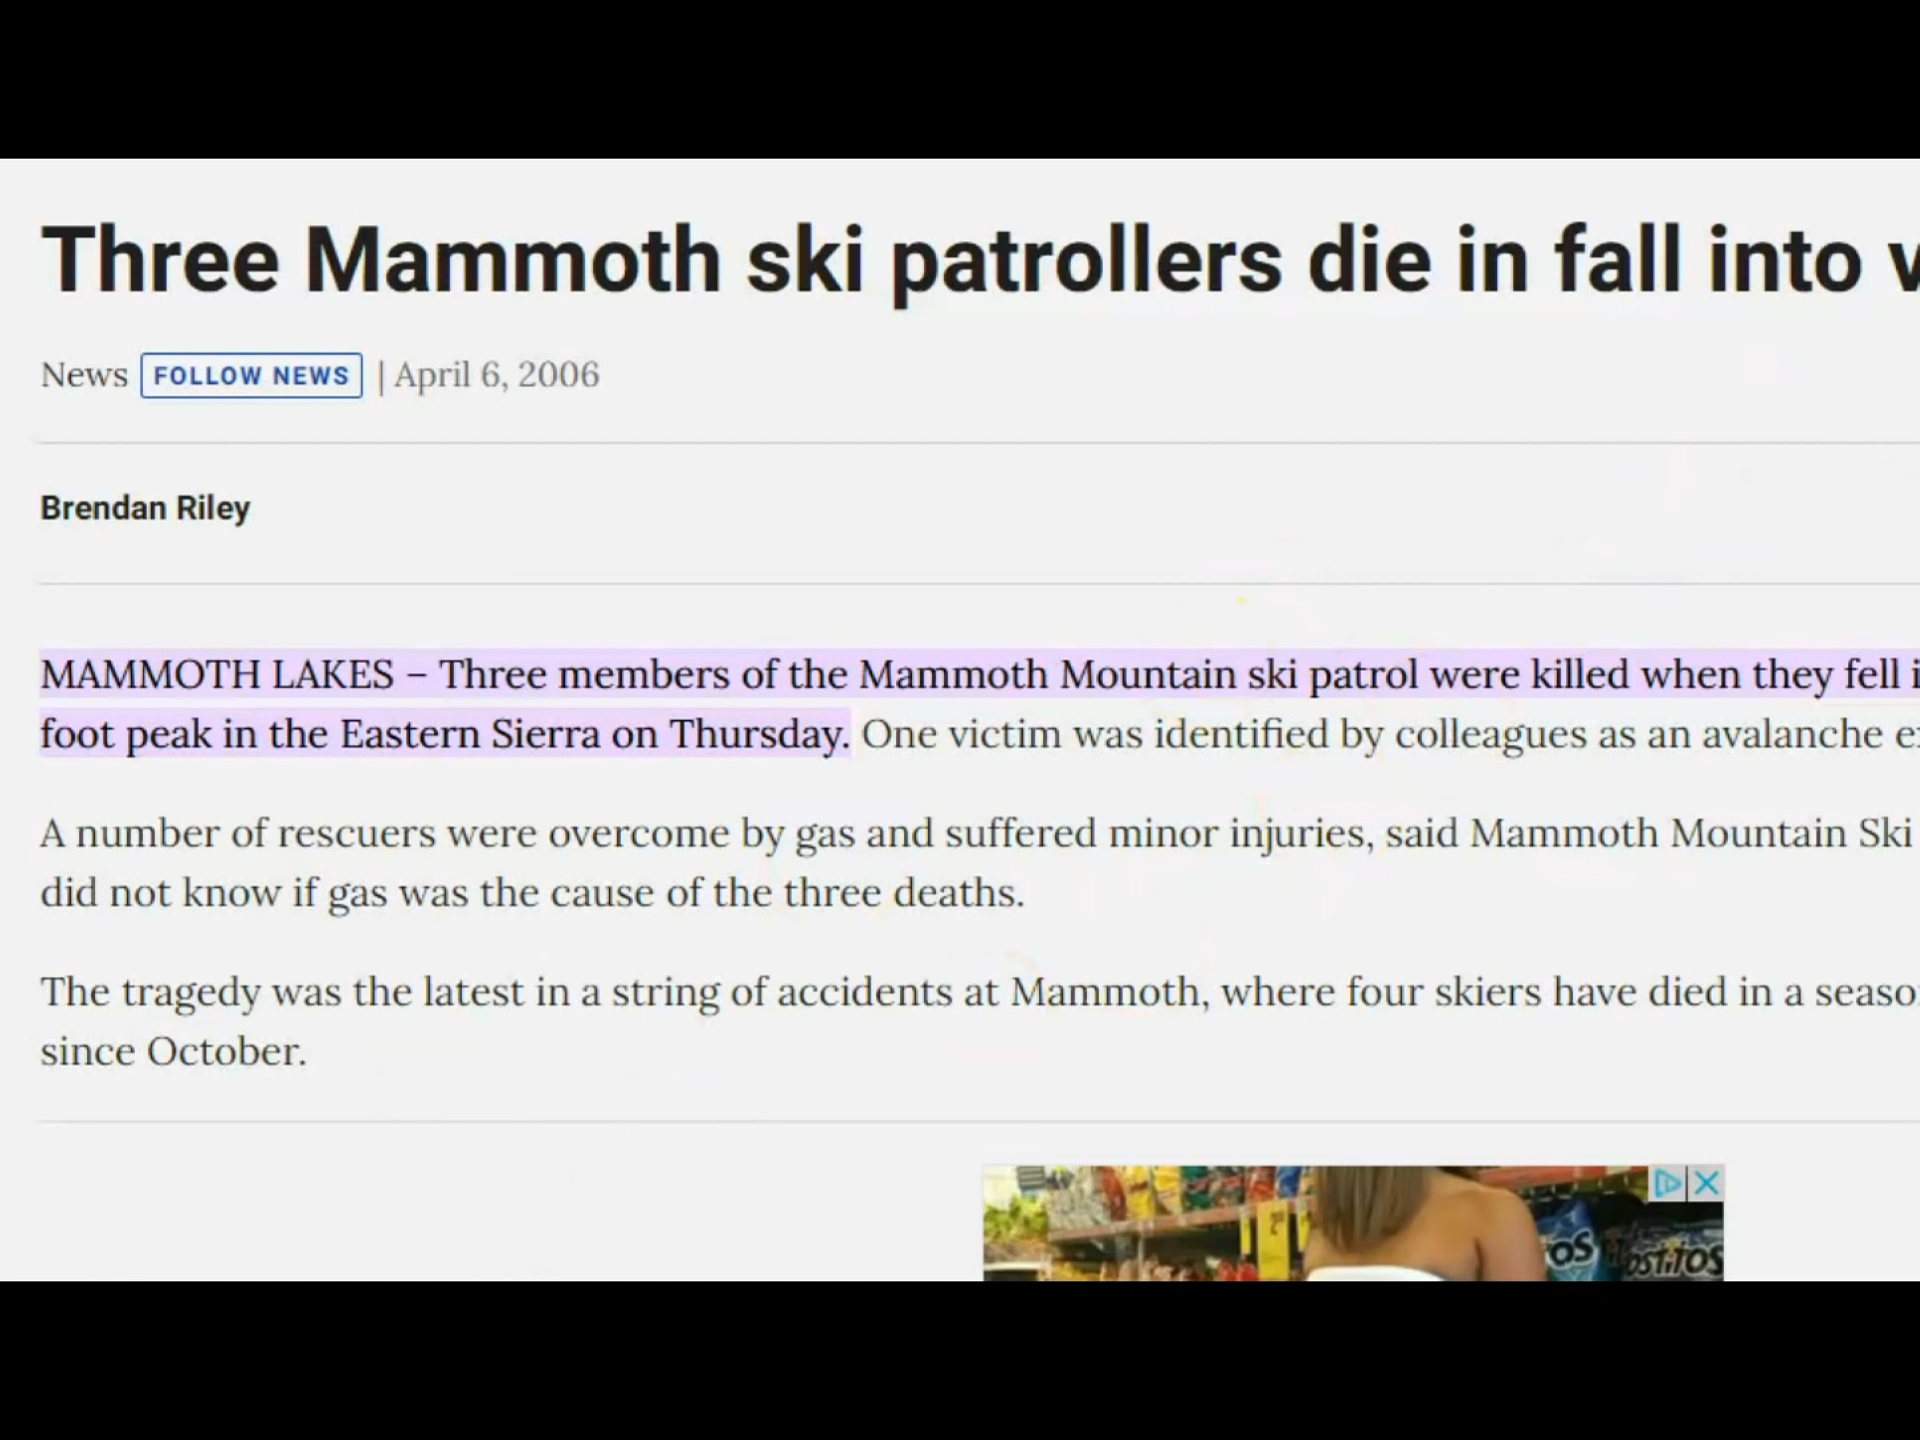 Three Mammoth ski patrollers die in fall into
News FOLLOW NEWS | April 6, 2006
Brendan Riley
MAMMOTH LAKES – Three members of the Mammoth Mountain ski patrol were killed when they fell
foot peak in the Eastern Sierra on Thursday. One victim was identified by colleagues as an avalanche
A number of rescuers were overcome by gas and suffered minor injuries, said Mammoth Mountain Ski
did not know if gas was the cause of the three deaths.
The tragedy was the latest in a string of accidents at Mammoth, where four skiers have died in a
since October.